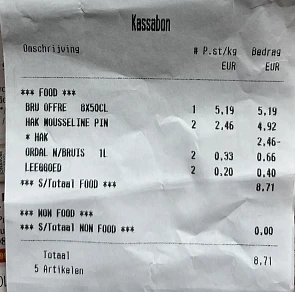 Kassabon
Omschrijving # P.st/kg Bedrag
EUR EUR
*** FOOD ***
BRU OFFRE 8X50CL 1 5,19 5,19
HAK MOUSSELINE PIN 2 2,46 4,92
* HAK 2,46-
ORDAL N/BRUIS 1L 2 0,33 0,66
LEEGGOED 2 0,20 0,40
*** S/Totaal FOOD *** 8,71
*** NON FOOD ***
*** S/Totaal NON FOOD *** 0,00
Totaal 8,71
5 Artikelen